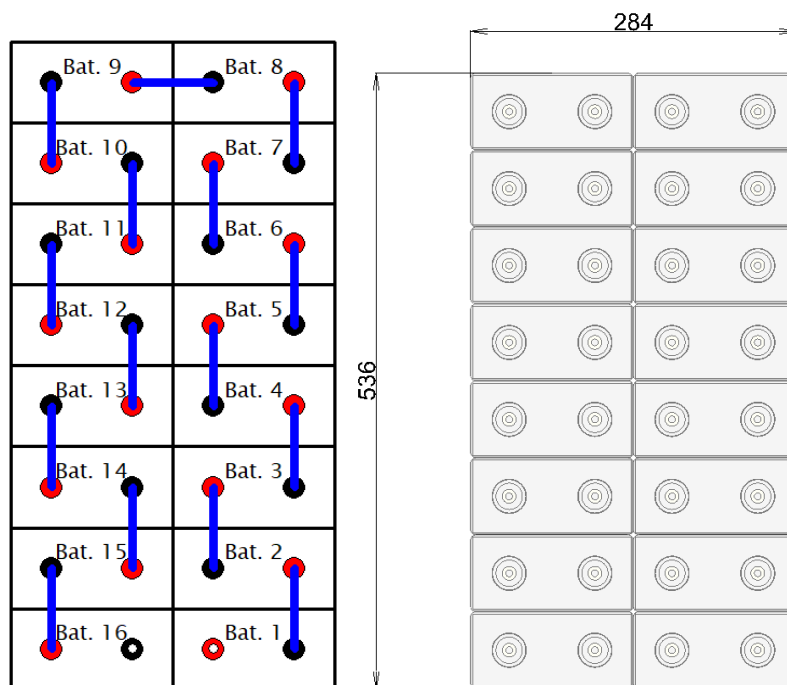 284
Bat. 9 Bat. 8
Bat. 10 Bat. 7
Bat. 11 Bat. 6
Bat. 12 Bat. 5
536
Bat. 13 Bat. 4
Bat. 14 Bat. 3
Bat. 15 Bat. 2
Bat. 16 Bat. 1